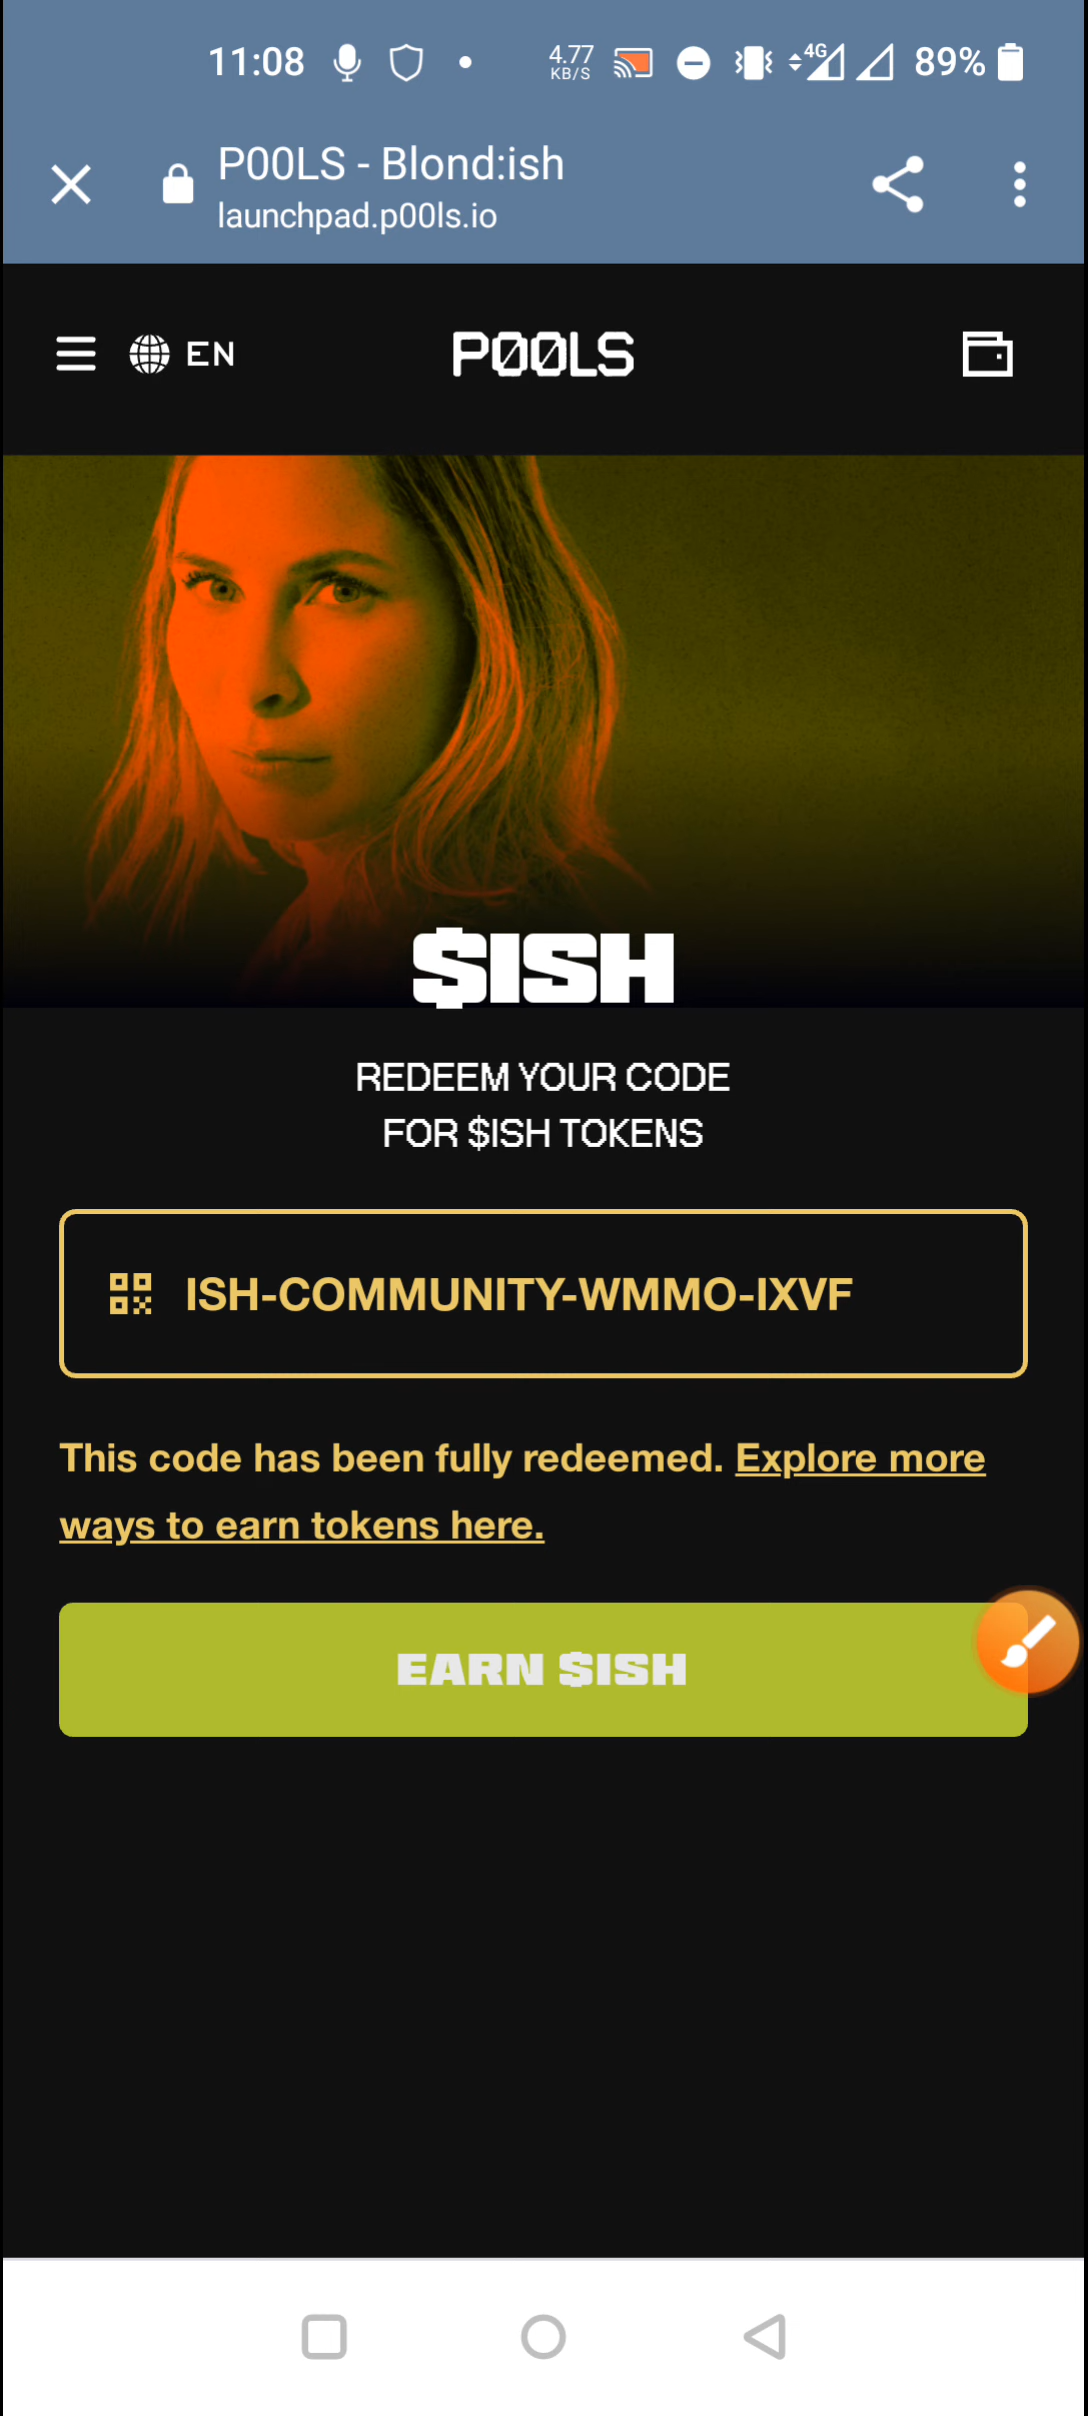 11:08
4.77
KB/S
4G
89%
P00LS - Blond:ish
launchpad.p00ls.io
EN
P00LS
$ISH
REDEEM YOUR CODE
FOR $ISH TOKENS
ISH-COMMUNITY-WMMO-IXVF
This code has been fully redeemed. Explore more
ways to earn tokens here.
EARN $ISH